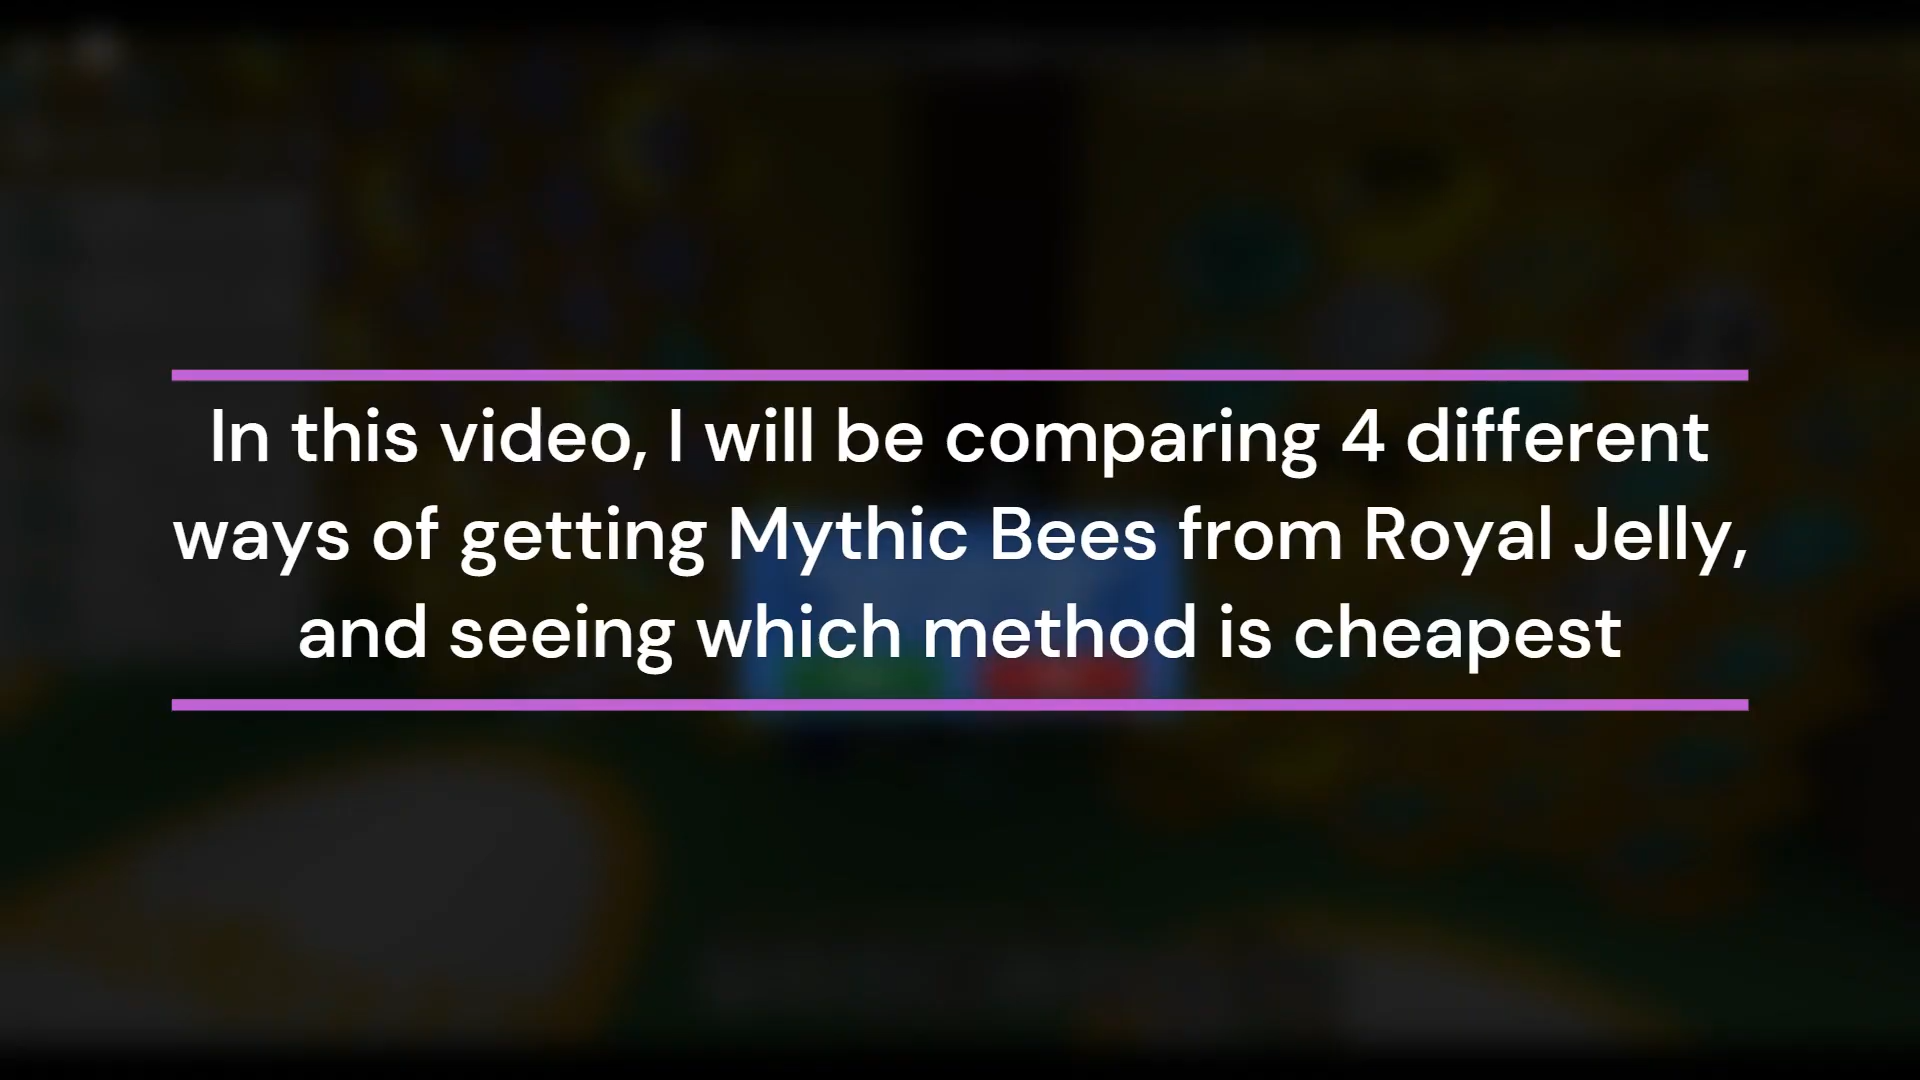 In this video, I will be comparing 4 different
ways of getting Mythic Bees from Royal Jelly,
and seeing which method is cheapest